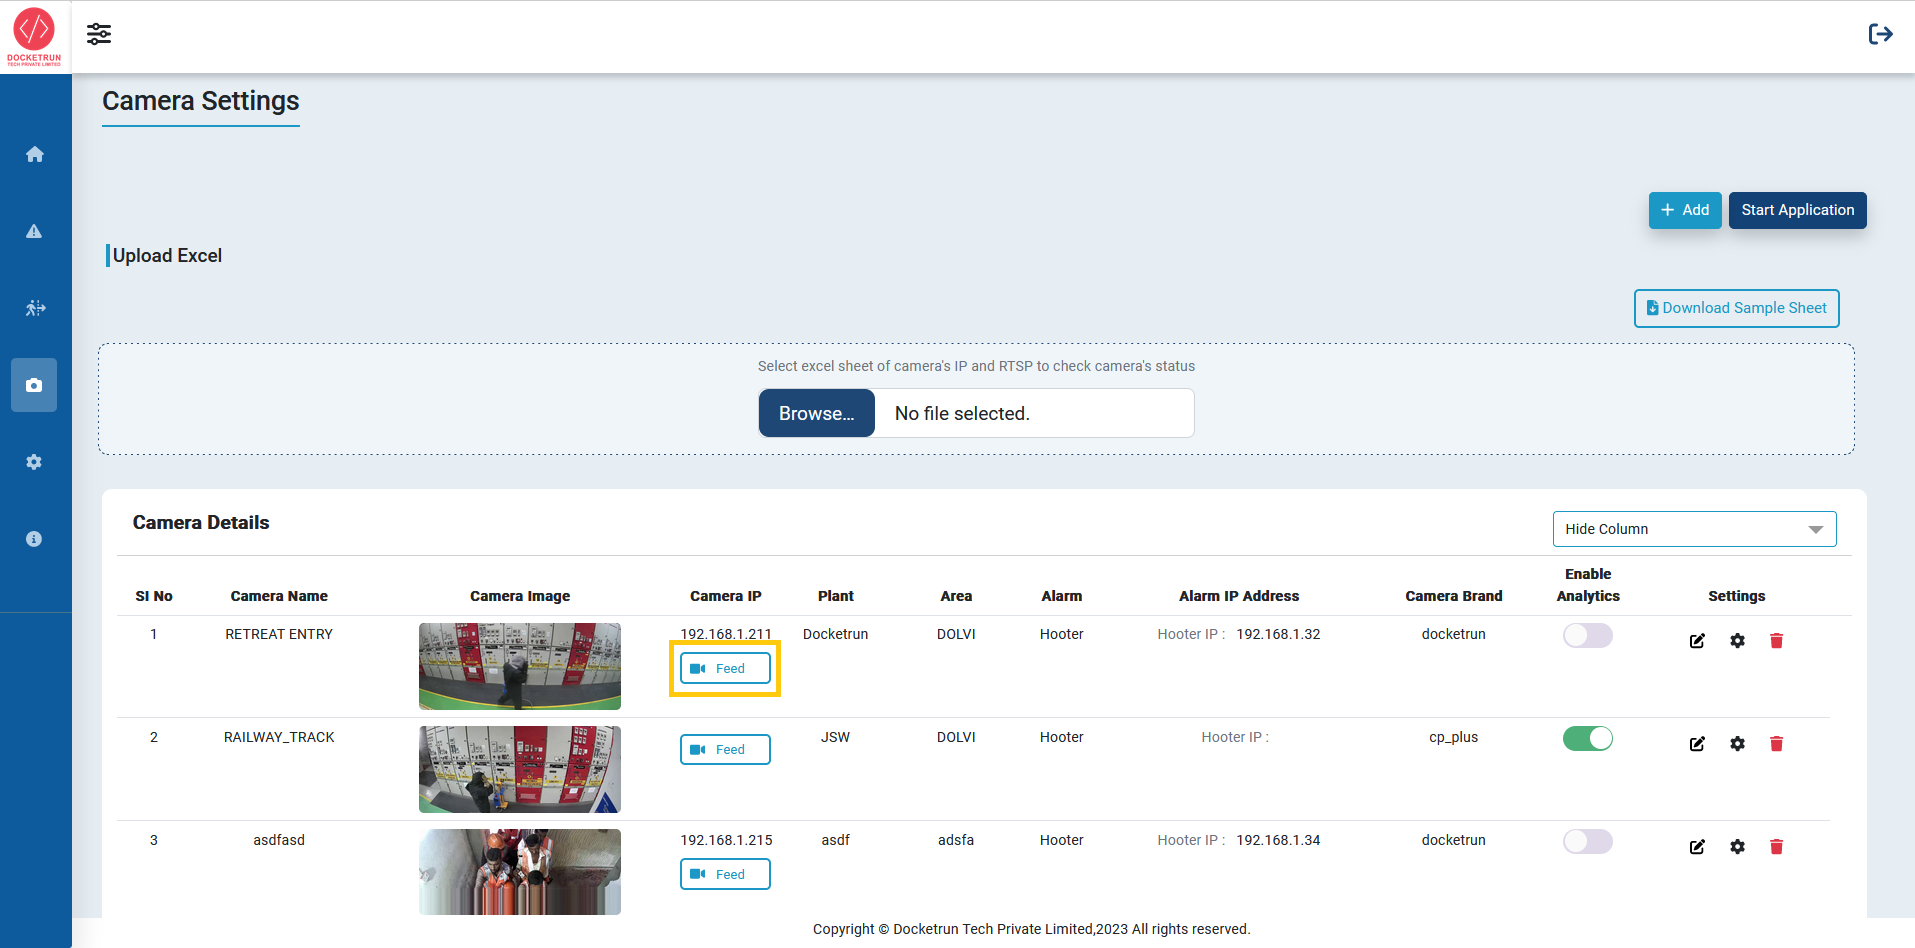 DOCKETRUN
TECH PRIVATE LIMITED
Camera Settings
+ Add
Start Application
Upload Excel
Download Sample Sheet
Select excel sheet of camera's IP and RTSP to check camera's status
Browse... No file selected.
Camera Details
Hide Column
SI No Camera Name Camera Image Camera IP Plant Area Alarm Alarm IP Address Camera Brand Enable Analytics Settings
1 RETREAT ENTRY 192.168.1.211 Docketrun DOLVI Hooter Hooter IP : 192.168.1.32 docketrun
Feed
2 RAILWAY_TRACK JSW DOLVI Hooter Hooter IP : cp_plus
Feed
3 asdfasd 192.168.1.215 asdf adsfa Hooter Hooter IP : 192.168.1.34 docketrun
Feed
Copyright © Docketrun Tech Private Limited,2023 All rights reserved.